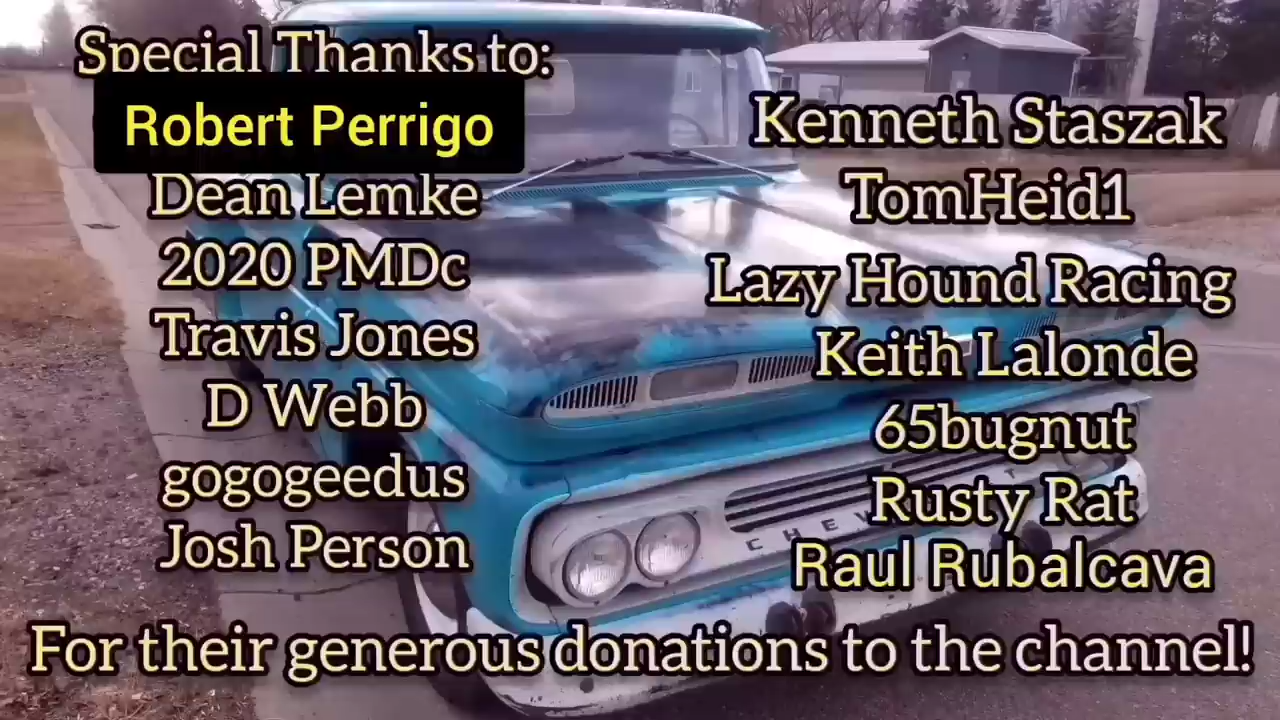 Special Thanks to:
Robert Perrigo
Dean Lemke
2020 PMDc
Travis Jones
D Webb
gogogeedus
Josh Person
Kenneth Staszak
TomHeid1
Lazy Hound Racing
Keith Lalonde
65bugnut
Rusty Rat
Raul Rubalcava
CHEV T
For their generous donations to the channel!